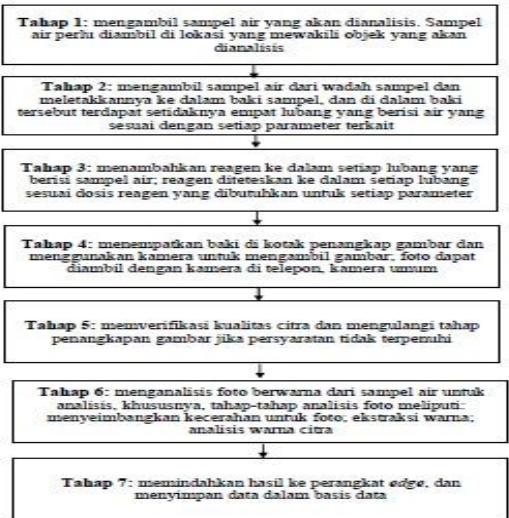 Tahap 1: mengambil sampel air yang akan dianalisis. Sampel
air perlu diambil di lokasi yang mewakili objek yang akan
dianalisis
Tahap 2: mengambil sampel air dari wadah sampel dan
meletakkannya ke dalam baki sampel, dan di dalam baki
tersebut terdapat setidaknya empat lubang yang berisi air yang
sesuai dengan setiap parameter terkait
Tahap 3: menambahkan reagen ke dalam setiap lubang yang
berisi sampel air; reagen diteteskan ke dalam setiap lubang
sesuai dosis reagen yang dibutuhkan untuk setiap parameter
Tahap 4: menempatkan baki di kotak penangkap gambar dan
menggunakan kamera untuk mengambil gambar; foto dapat
diambil dengan kamera di telepon, kamera umum
Tahap 5: memverifikasi kualitas citra dan mengulangi tahap
penangkapan gambar jika persyaratan tidak terpenuhi
Tahap 6: menganalisis foto berwarna dari sampel air untuk
analisis, khususnya, tahap-tahap analisis foto meliputi:
menyeimbangkan kecerahan untuk foto; ekstraksi warna;
analisis warna citra
Tahap 7: memindahkan hasil ke perangkat edge, dan
menyimpan data dalam basis data